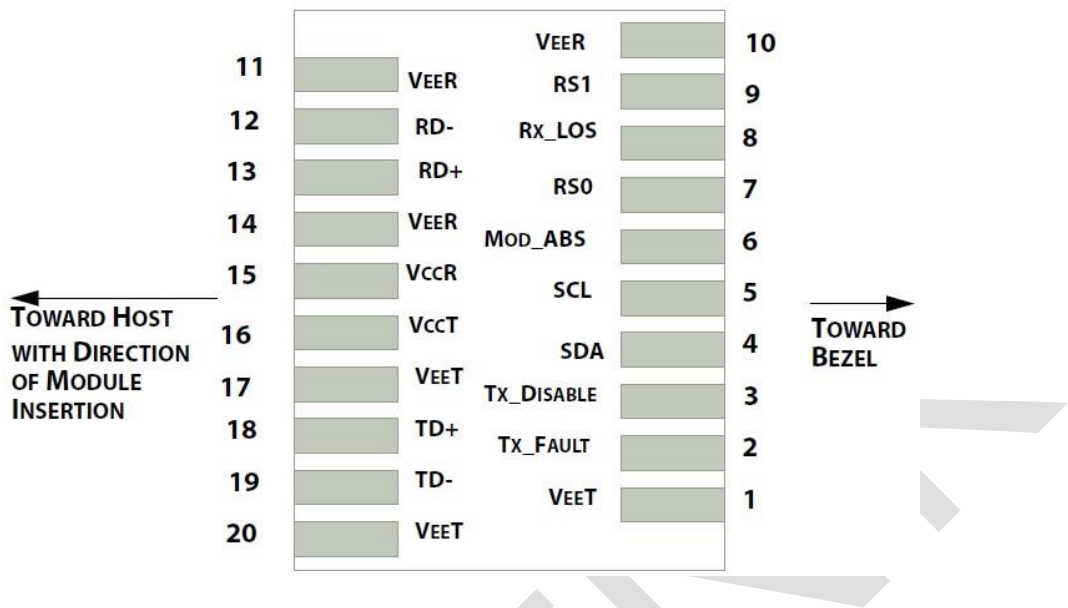 VEER
10
RS1
9
RX_LOS
8
RS0
7
MOD_ABS
6
SCL
5
SDA
4
TX_DISABLE
3
TX_FAULT
2
VEET
1
11
VEER
12
RD-
13
RD+
14
VEER
15
VCCR
16
VCCT
17
VEET
18
TD+
19
TD-
20
VEET
TOWARD HOST
WITH DIRECTION
OF MODULE
INSERTION
TOWARD
BEZEL